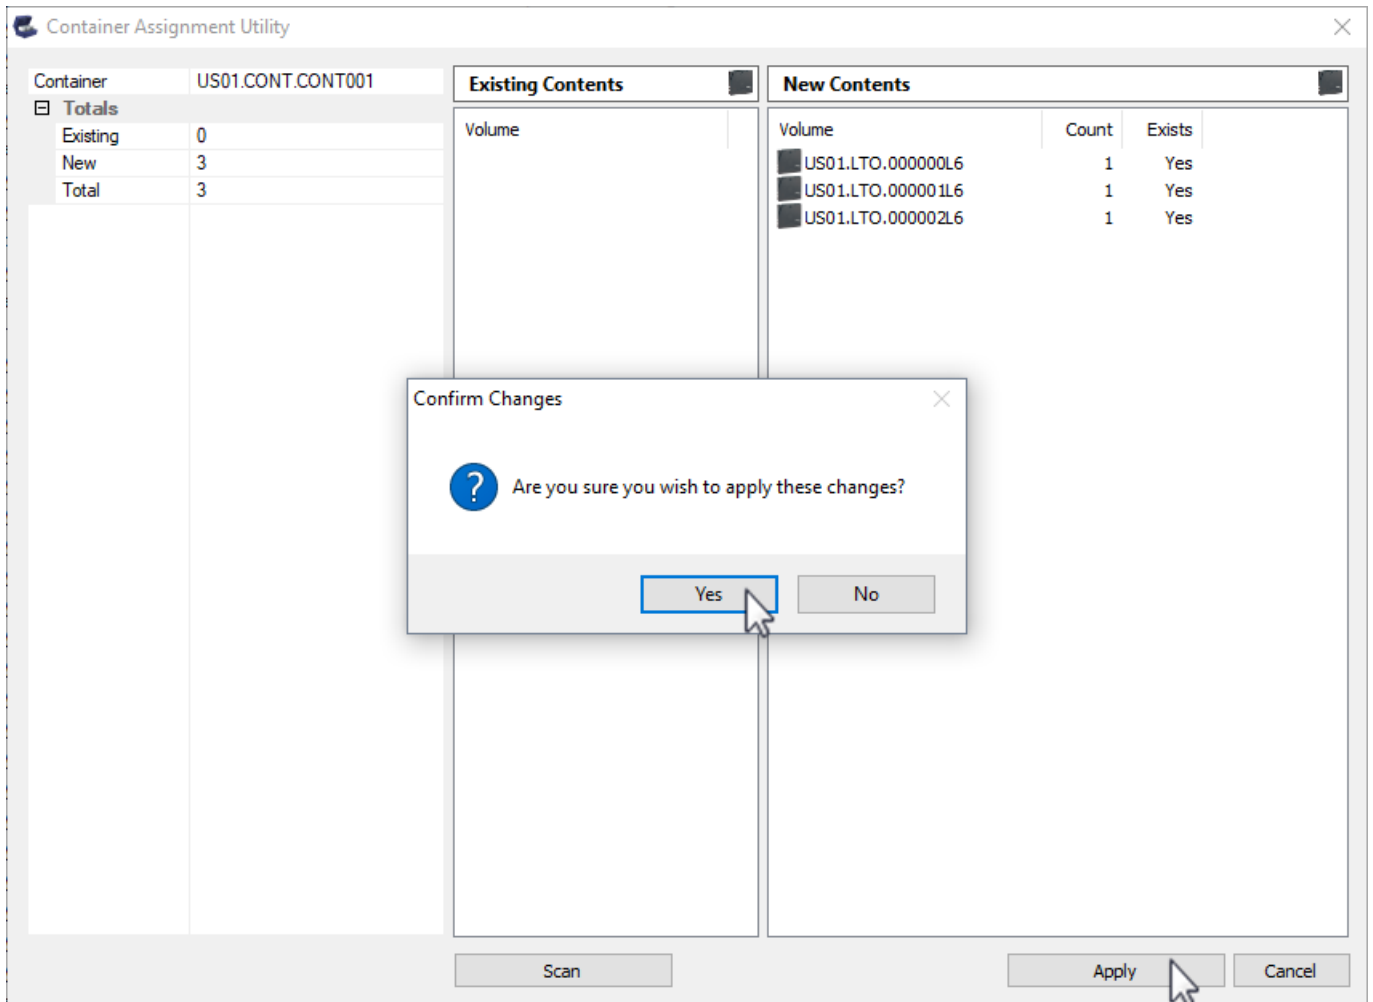 Container Assignment Utility
Container US01.CONT.CONT001
Totals
Existing 0
New 3
Total 3
Existing Contents
Volume
New Contents
Volume Count Exists
US01.LTO.000000L6 1 Yes
US01.LTO.000001L6 1 Yes
US01.LTO.000002L6 1 Yes
Confirm Changes
Are you sure you wish to apply these changes?
Yes No
Scan Apply Cancel